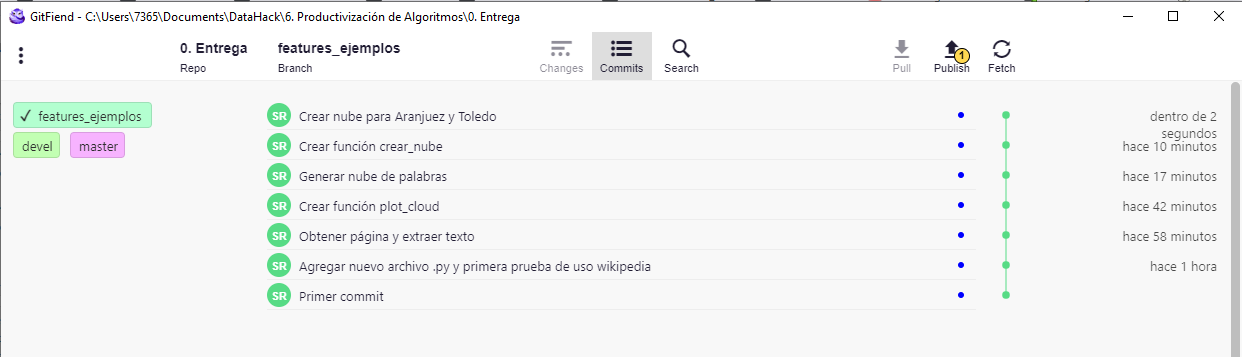 GitFiend - C:\Users\7365\Documents\DataHack\6. Productivización de Algoritmos\0. Entrega
0. Entrega
Repo
features_ejemplos
Branch
Changes
Commits
Search
Pull
1
Publish
Fetch
✓ features_ejemplos
devel master
SR Crear nube para Aranjuez y Toledo dentro de 2
segundos
SR Crear función crear_nube hace 10 minutos
SR Generar nube de palabras hace 17 minutos
SR Crear función plot_cloud hace 42 minutos
SR Obtener página y extraer texto hace 58 minutos
SR Agregar nuevo archivo .py y primera prueba de uso wikipedia hace 1 hora
SR Primer commit